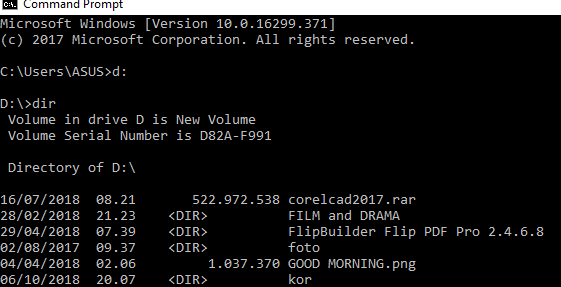 Command Prompt
Microsoft Windows [Version 10.0.16299.371]
(c) 2017 Microsoft Corporation. All rights reserved.
C:\Users\ASUS>d:
D:\>dir
Volume in drive D is New Volume
Volume Serial Number is D82A-F991
Directory of D:\
16/07/2018 08.21 522.972.538 corelcad2017.rar
28/02/2018 21.23 <DIR> FILM and DRAMA
29/04/2018 07.39 <DIR> FlipBuilder Flip PDF Pro 2.4.6.8
02/08/2017 09.37 <DIR> foto
04/04/2018 02.06 1.037.370 GOOD MORNING.png
06/10/2018 20.07 <DIR> kor